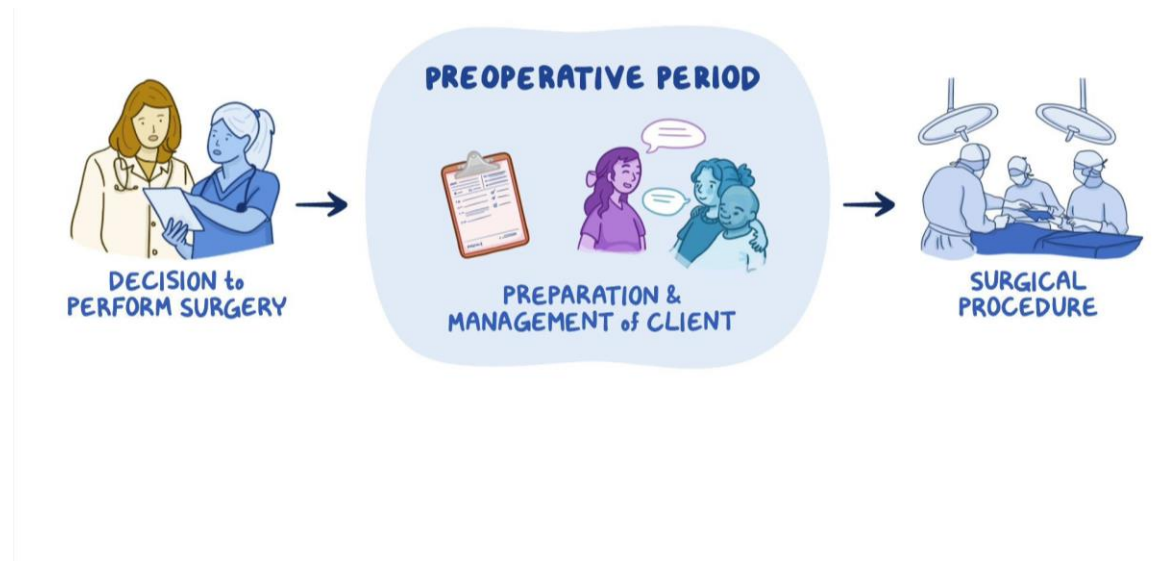 PREOPERATIVE PERIOD
DECISION to
PERFORM SURGERY
PREPARATION &
MANAGEMENT of CLIENT
SURGICAL
PROCEDURE